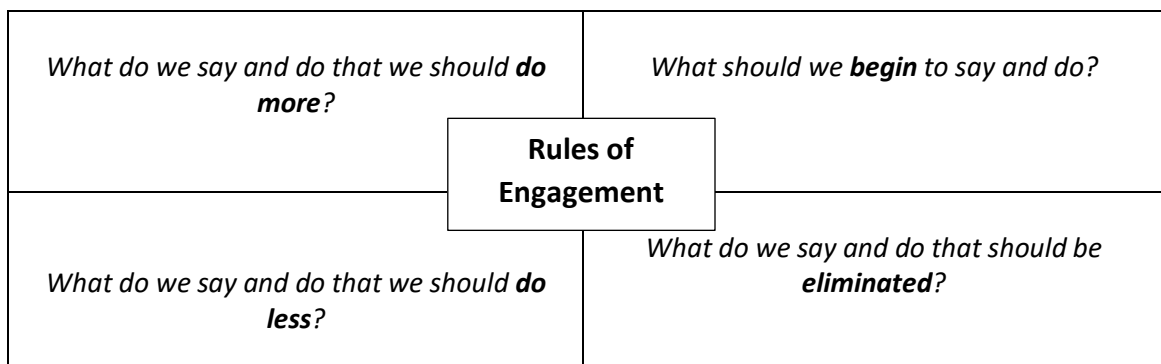 What do we say and do that we should do
more?
What should we begin to say and do?
Rules of
Engagement
What do we say and do that we should do
less?
What do we say and do that should be
eliminated?